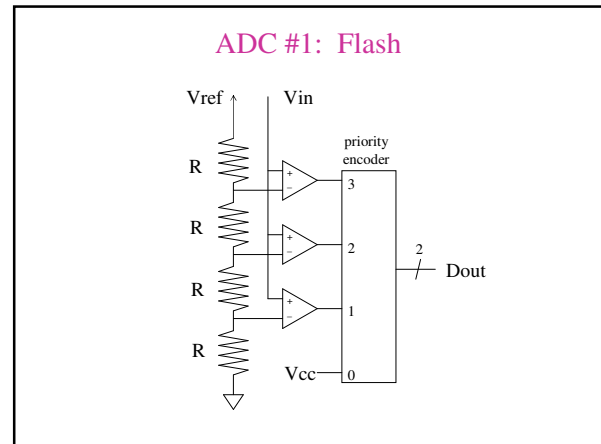 ADC #1: Flash
Vref Vin
priority
encoder
R
+
−
3
R
+
−
2
2
Dout
R
+
−
1
R
Vcc 0